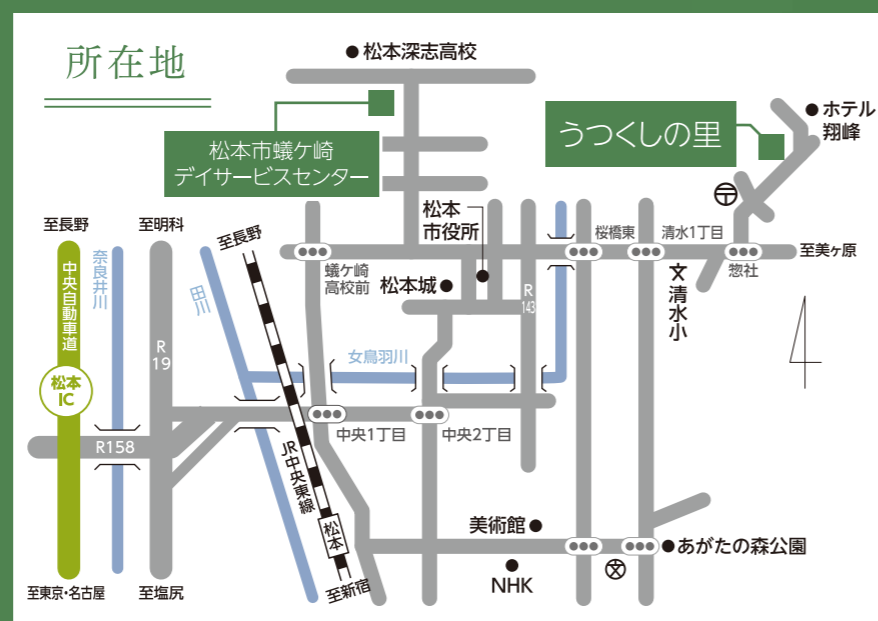 所在地
松本深志高校
ホテル
翔峰
松本市蟻ケ崎
デイサービスセンター
うつくしの里
〒
松本
市役所
至長野
至明科
至長野
桜橋東
清水1丁目
至美ヶ原
惣社
蟻ケ崎
高校前
松本城
R
143
文
清水小
中央自動車道
奈良井川
田川
R
19
女鳥羽川
松本
IC
R158
中央1丁目
中央2丁目
JR中央東線
松本
美術館
NHK
文
あがたの森公園
至東京・名古屋
至塩尻
至新宿